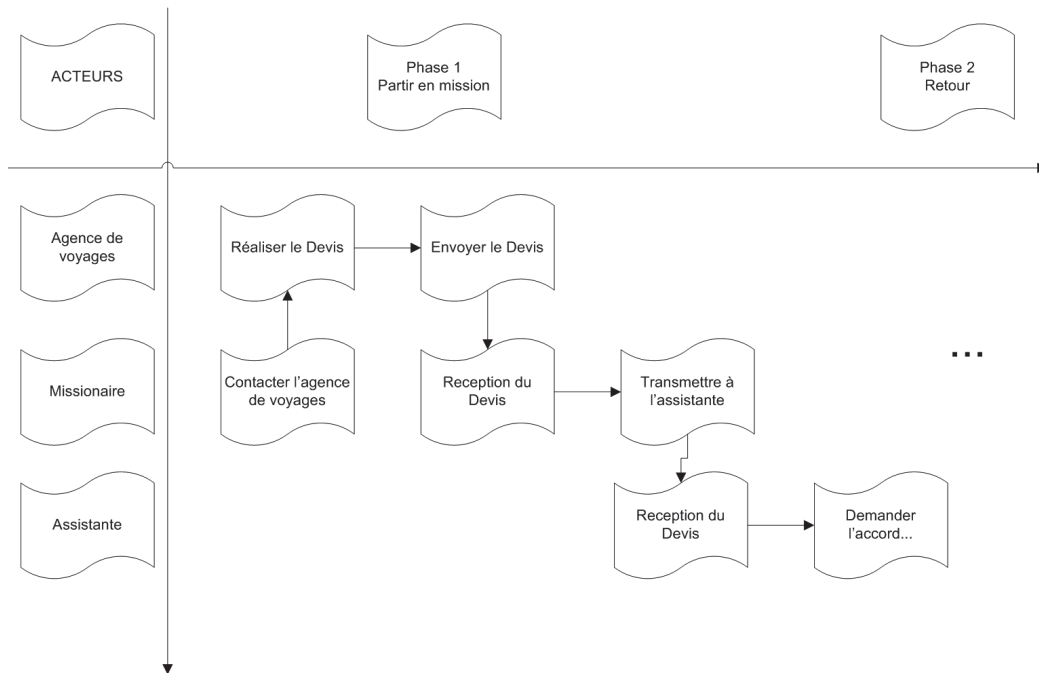 ACTEURS
Phase 1
Partir en mission
Phase 2
Retour
Agence de
voyages
Réaliser le Devis
Envoyer le Devis
Missionaire
Contacter l'agence
de voyages
Reception du
Devis
Transmettre à
l'assistante
...
Assistante
Reception du
Devis
Demander
l'accord...